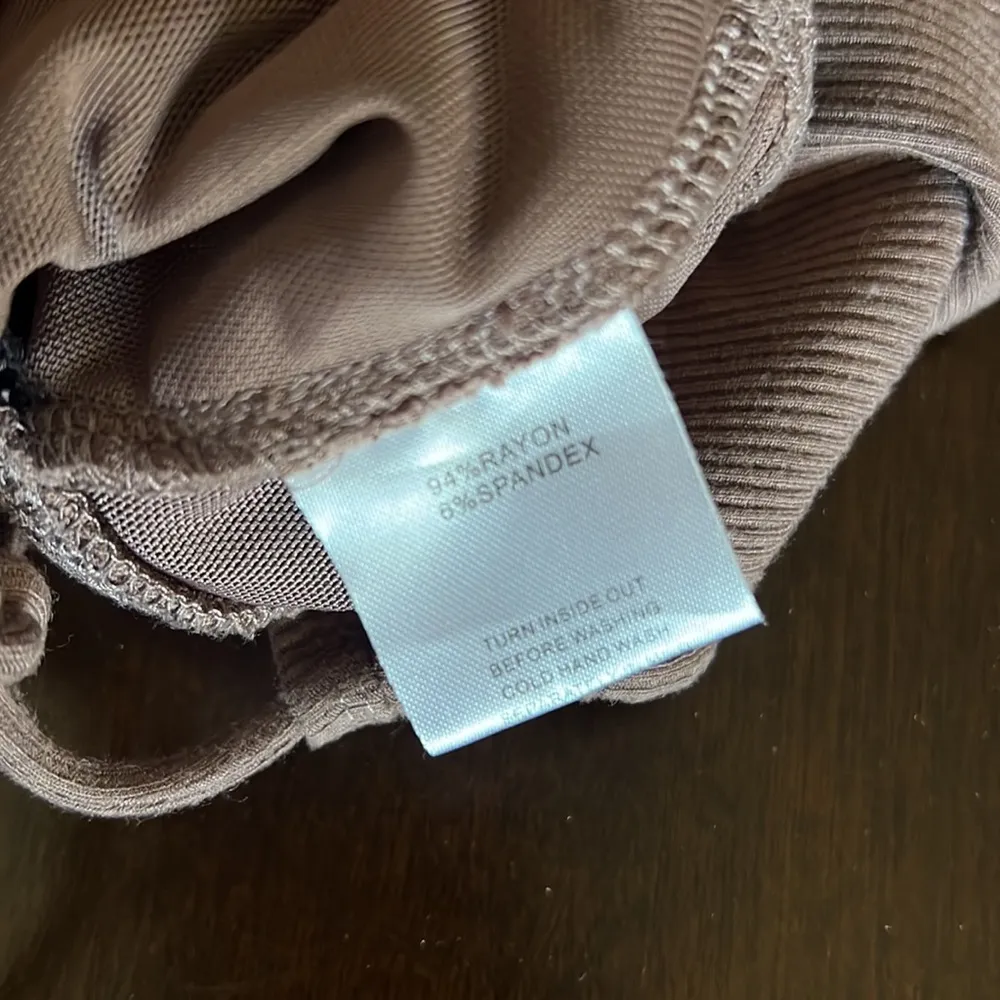 94%RAYON
6%SPANDEX
TURN INSIDE OUT
BEFORE WASHING
COLD HAND WASH